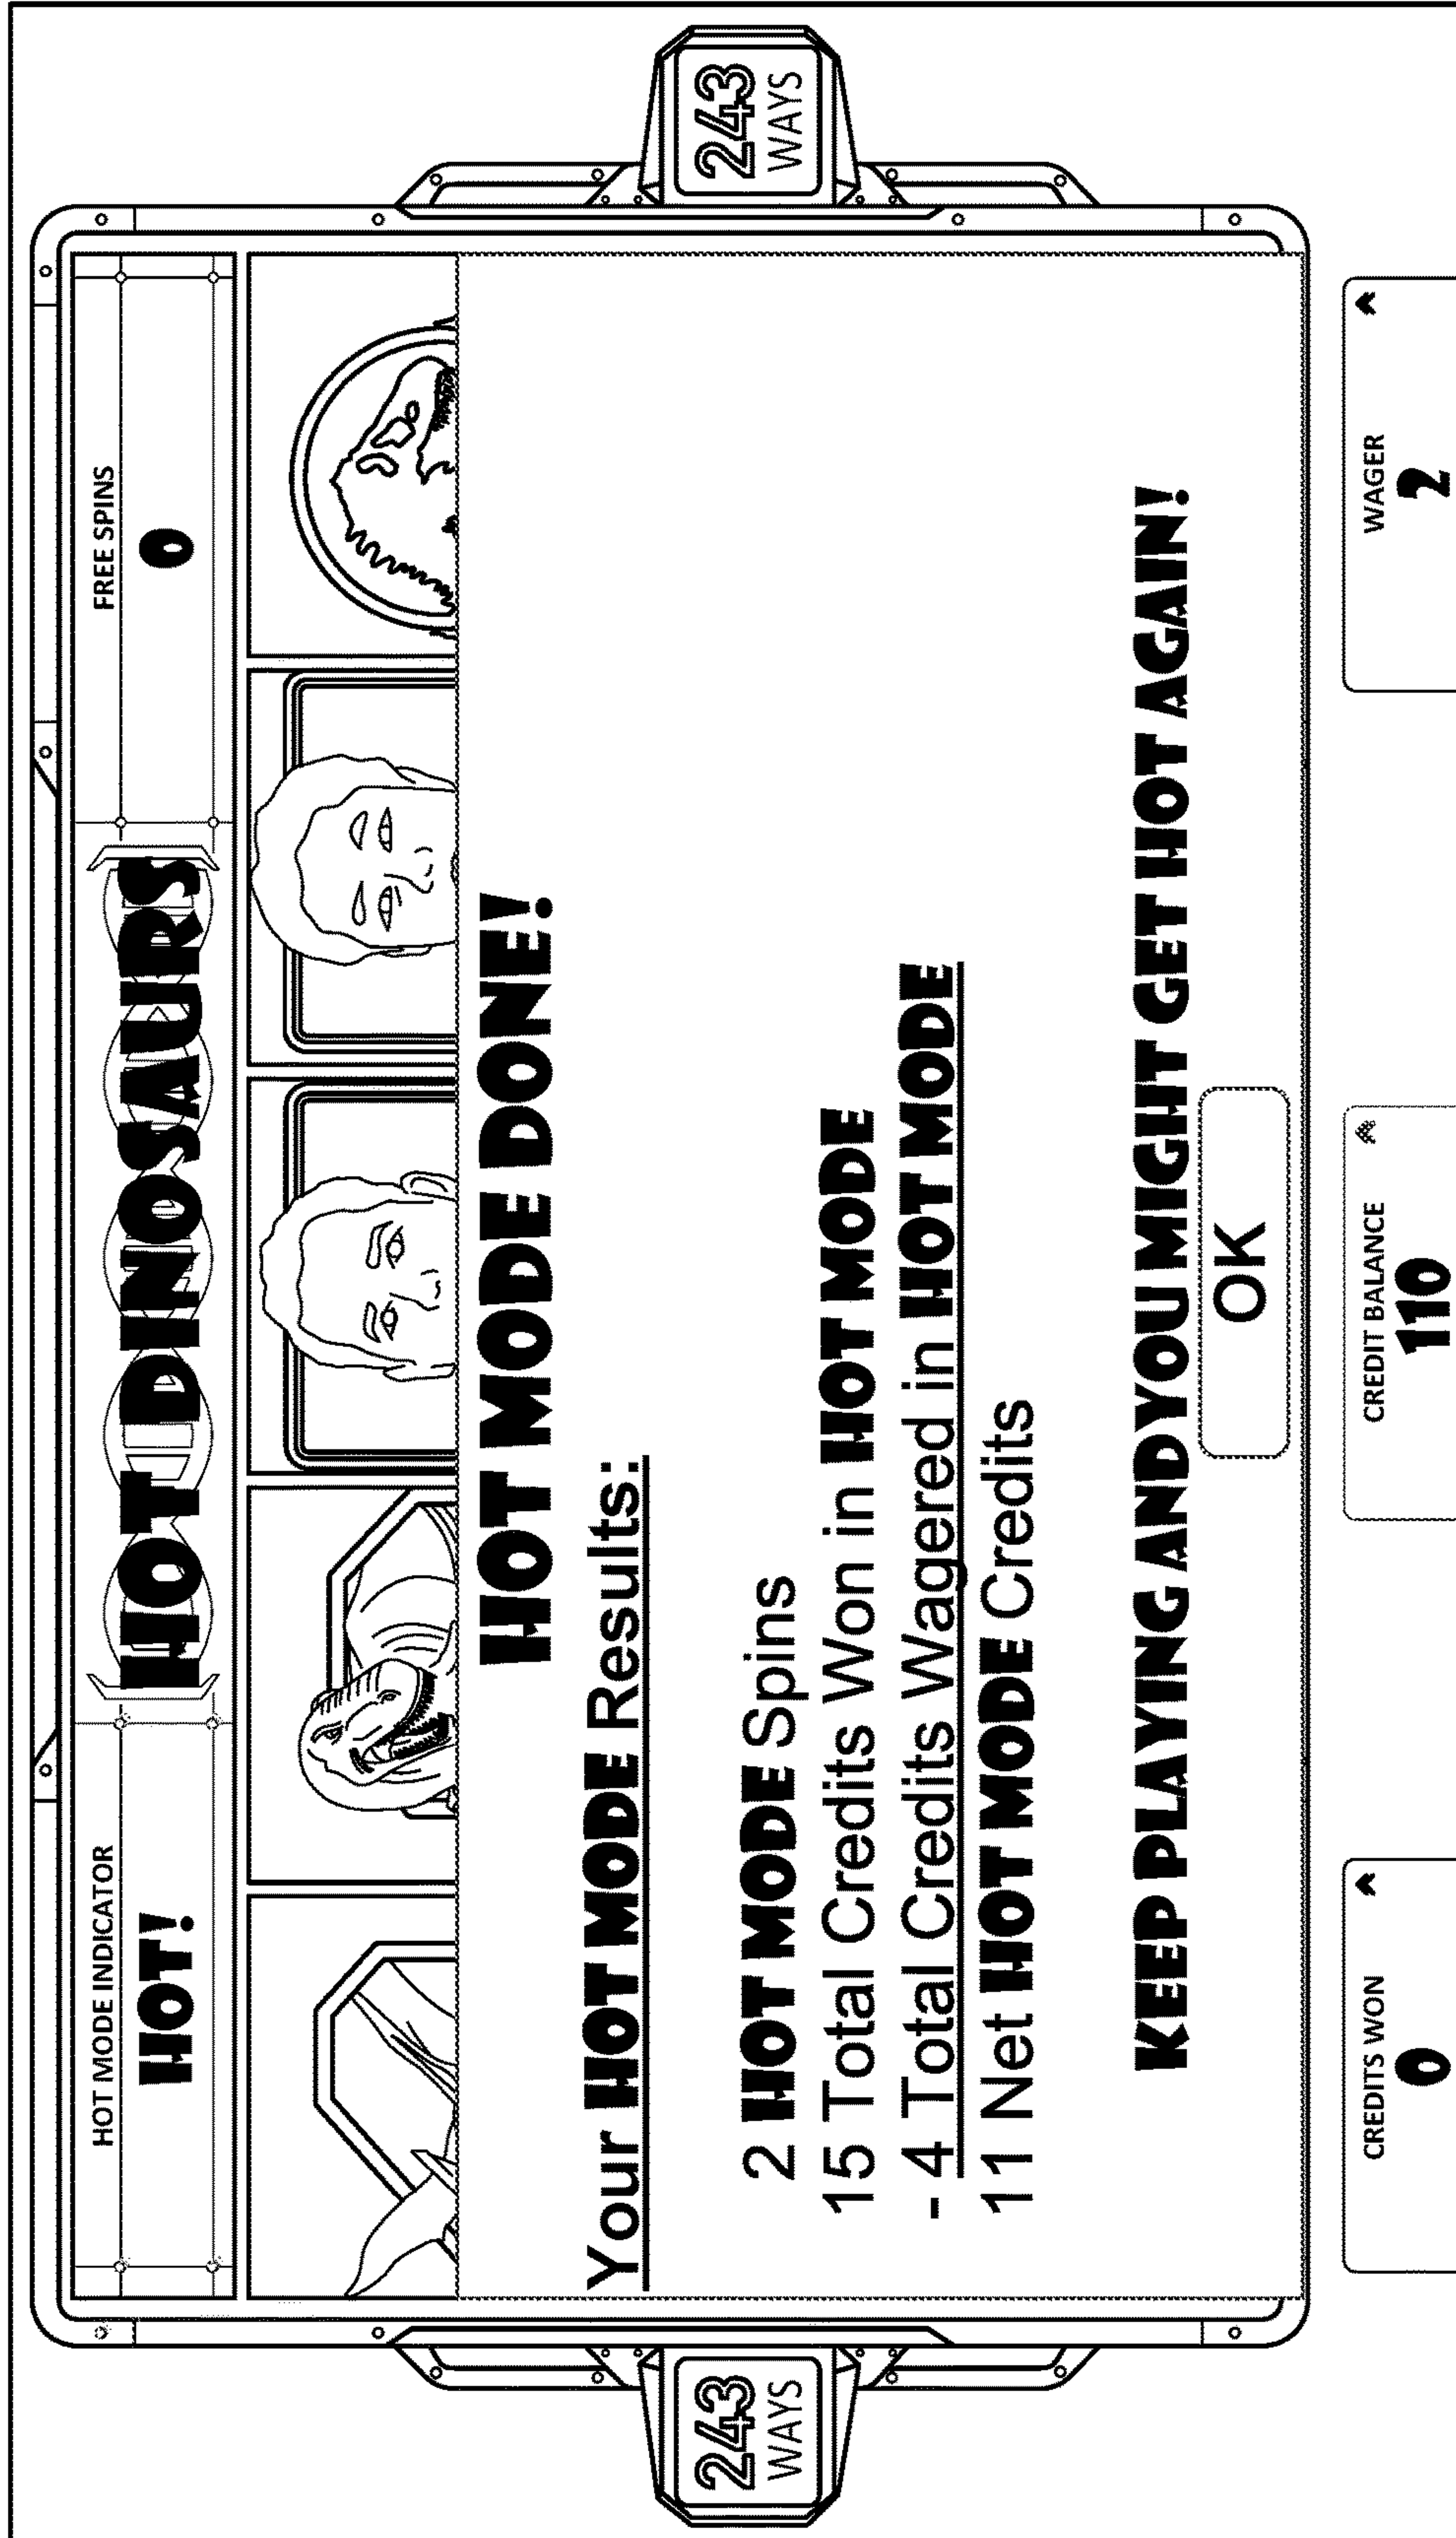 HOT MODE INDICATOR
HOT!
HOT DINOSAURS
FREE SPINS
0
243
WAYS
243
WAYS
HOT MODE DONE!
Your HOT MODE Results:
2 HOT MODE Spins
15 Total Credits Won in HOT MODE
- 4 Total Credits Wagered in HOT MODE
11 Net HOT MODE Credits
KEEP PLAYING AND YOU MIGHT GET HOT AGAIN!
OK
CREDITS WON
0
CREDIT BALANCE
110
WAGER
2